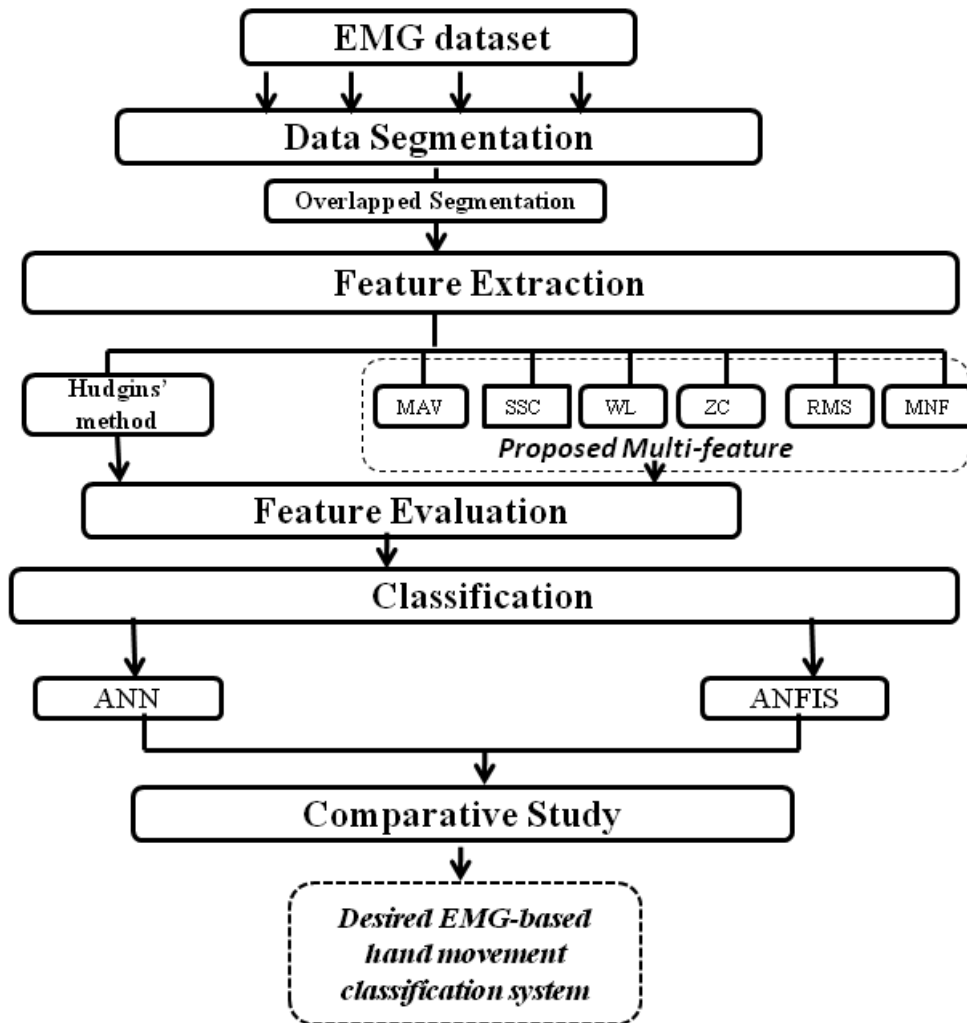 EMG dataset
Data Segmentation
Overlapped Segmentation
Feature Extraction
Hudgins'
method
MAV
SSC
WL
ZC
RMS
MNF
Proposed Multi-feature
Feature Evaluation
Classification
ANN
ANFIS
Comparative Study
Desired EMG-based
hand movement
classification system